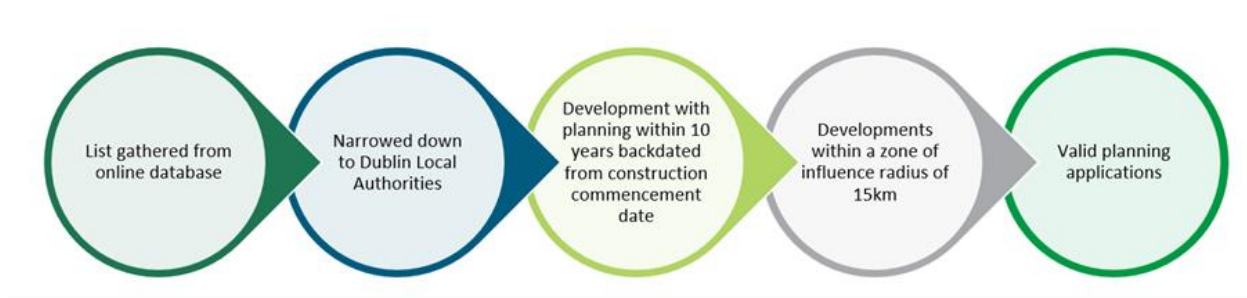 List gathered from
online database
Narrowed down
to Dublin Local
Authorities
Development with
planning within 10
years backdated
from construction
commencement
date
Developments
within a zone of
influence radius of
15km
Valid planning
applications